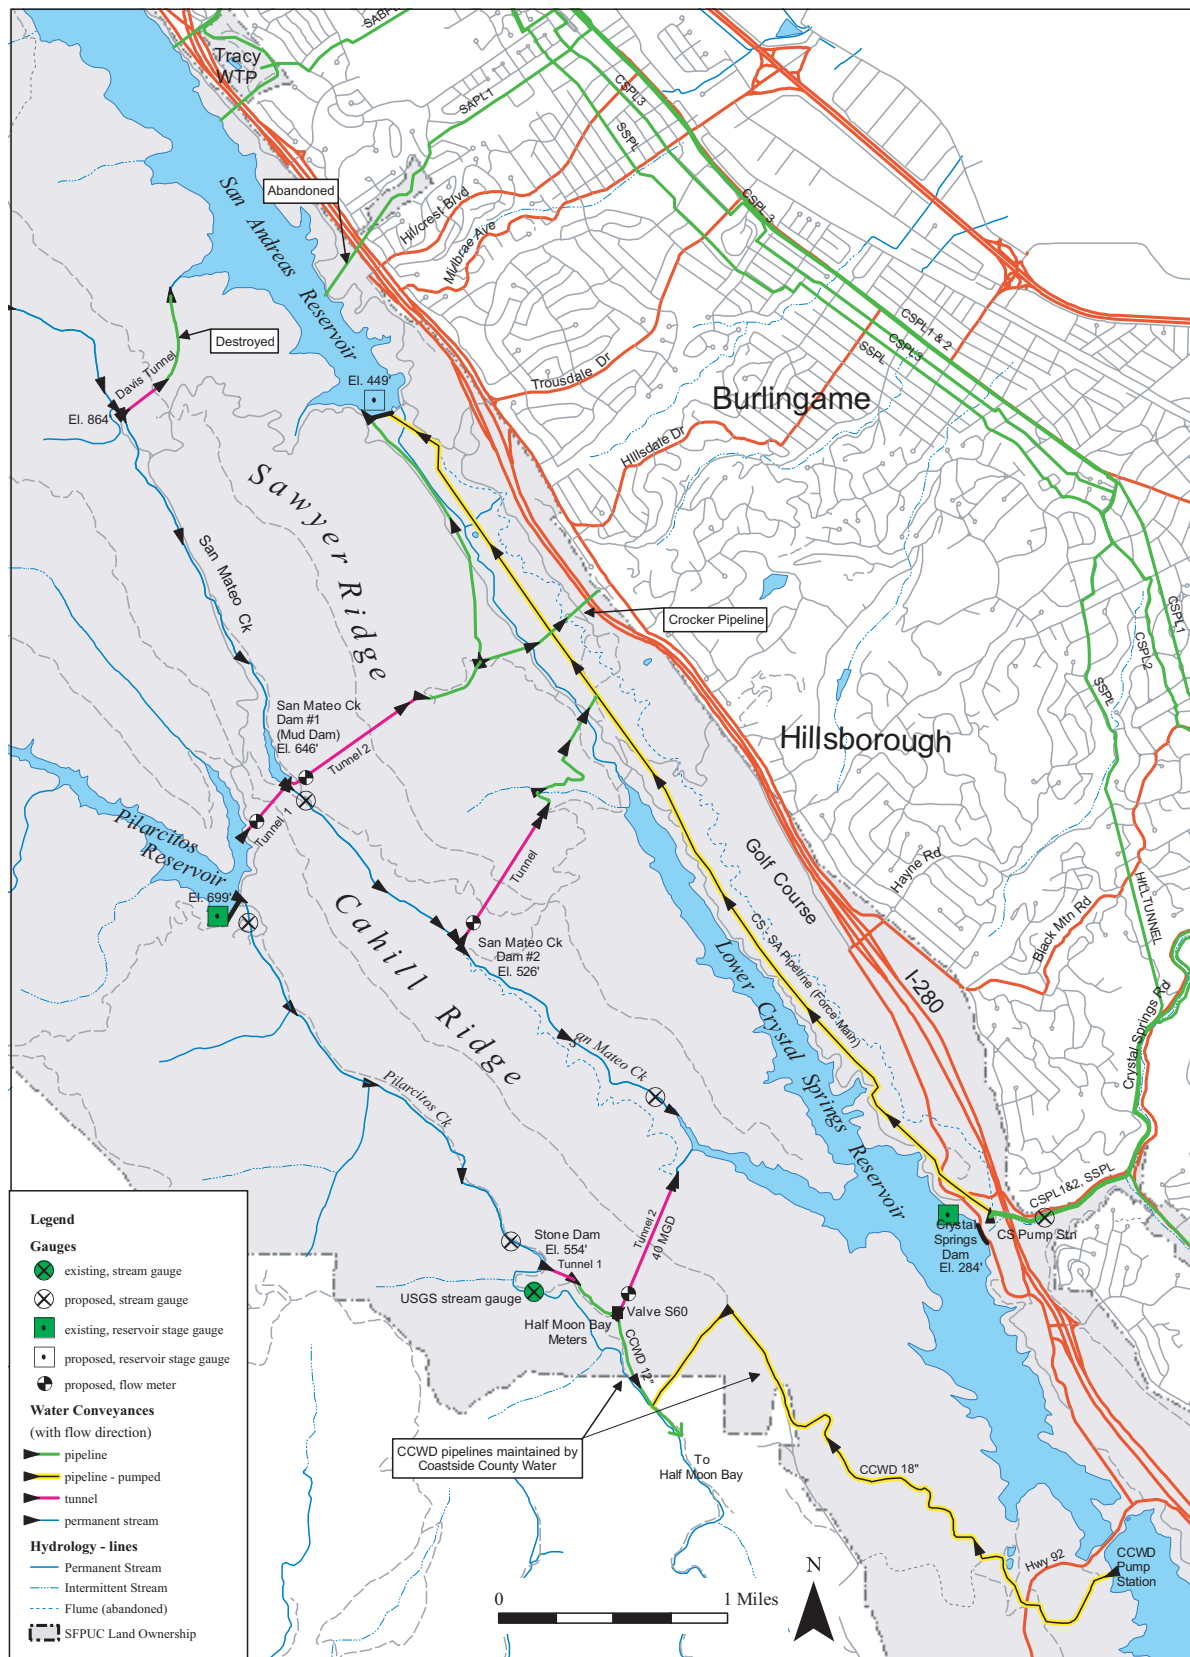 SABPL
Tracy
WTP
SAPL1
CSPL3
SSPL
Abandoned
San Andreas Reservoir
Hillcrest Blvd
Millbrae Ave
CSPL 3
Destroyed
Davis Tunnel
El. 864'
El. 449'
Trousdale Dr
CSPL1 & 2
CSPL3
SSPL
Burlingame
HIllsdale Dr
Sawyer Ridge
San Mateo Ck
Crocker Pipeline
CSPL1
CSPL2
SSPL
San Mateo Ck
Dam #1
(Mud Dam)
El. 646'
Tunnel 2
Hillsborough
Pilarcitos
Reservoir
Tunnel 1
El. 699'
Tunnel
Golf Course
Hayne Rd
HILLTUNNEL
Black Mtn Rd
Cahill Ridge
San Mateo Ck
Dam #2
El. 526'
CS - SA Pipeline (Force Main)
Lower Crystal Springs Reservoir
I-280
Crystal Springs Rd
an Mateo Ck
Pilarcitos Ck
CSPL1&2, SSPL
Crystal
Springs
Dam
El. 284'
CS Pump Stn
Stone Dam
El. 554'
Tunnel 1
Tunnel 2
40 MGD
USGS stream gauge
Valve S60
Half Moon Bay
Meters
CCWD 12"
CCWD pipelines maintained by
Coastside County Water
To
Half Moon Bay
CCWD 18"
Hwy 92
CCWD
Pump
Station
Legend
Gauges
existing, stream gauge
proposed, stream gauge
existing, reservoir stage gauge
proposed, reservoir stage gauge
proposed, flow meter
Water Conveyances
(with flow direction)
pipeline
pipeline - pumped
tunnel
permanent stream
Hydrology - lines
Permanent Stream
Intermittent Stream
Flume (abandoned)
SFPUC Land Ownership
0
1 Miles
N